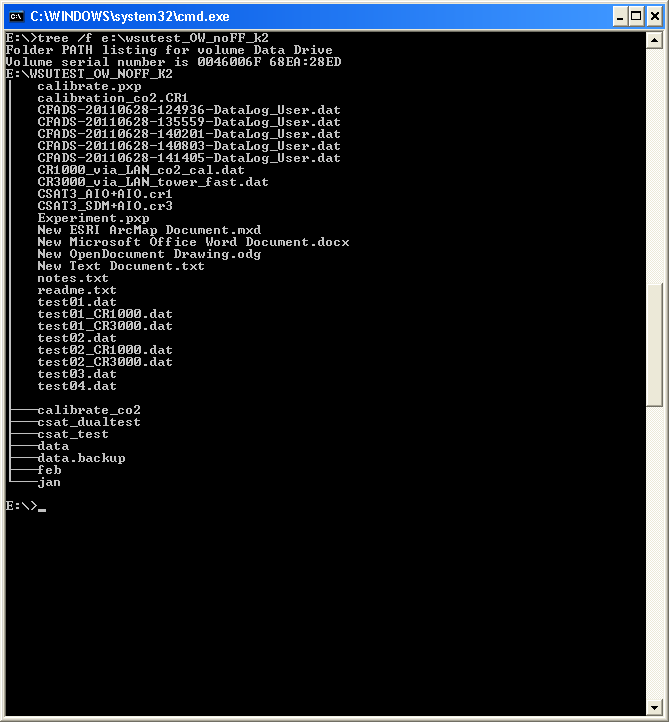 C:\WINDOWS\system32\cmd.exe
E:\>tree /f e:\wsutest_OW_noFF_k2
Folder PATH listing for volume Data Drive
Volume serial number is 0046006F 68EA:28ED
E:\WSUTEST_OW_NOFF_K2
│   calibrate.pxp
│   calibration_co2.CR1
│   CFADS-20110628-124936-DataLog_User.dat
│   CFADS-20110628-135559-DataLog_User.dat
│   CFADS-20110628-140201-DataLog_User.dat
│   CFADS-20110628-140803-DataLog_User.dat
│   CFADS-20110628-141405-DataLog_User.dat
│   CR1000_via_LAN_co2_cal.dat
│   CR3000_via_LAN_tower_fast.dat
│   CSAT3_AIO+AIO.cr1
│   CSAT3_SDM+AIO.cr3
│   Experiment.pxp
│   New ESRI ArcMap Document.mxd
│   New Microsoft Office Word Document.docx
│   New OpenDocument Drawing.odg
│   New Text Document.txt
│   notes.txt
│   readme.txt
│   test01.dat
│   test01_CR1000.dat
│   test01_CR3000.dat
│   test02.dat
│   test02_CR1000.dat
│   test02_CR3000.dat
│   test03.dat
│   test04.dat
│
├───calibrate_co2
├───csat_dualtest
├───csat_test
├───data
├───data.backup
├───feb
└───jan
E:\>_